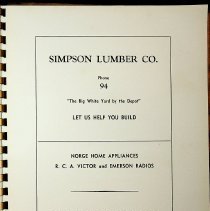 SIMPSON LUMBER CO.
Phone
94
"The Big White Yard by the Depot"
LET US HELP YOU BUILD
NORGE HOME APPLIANCES
R. C. A. VICTOR and EMERSON RADIOS